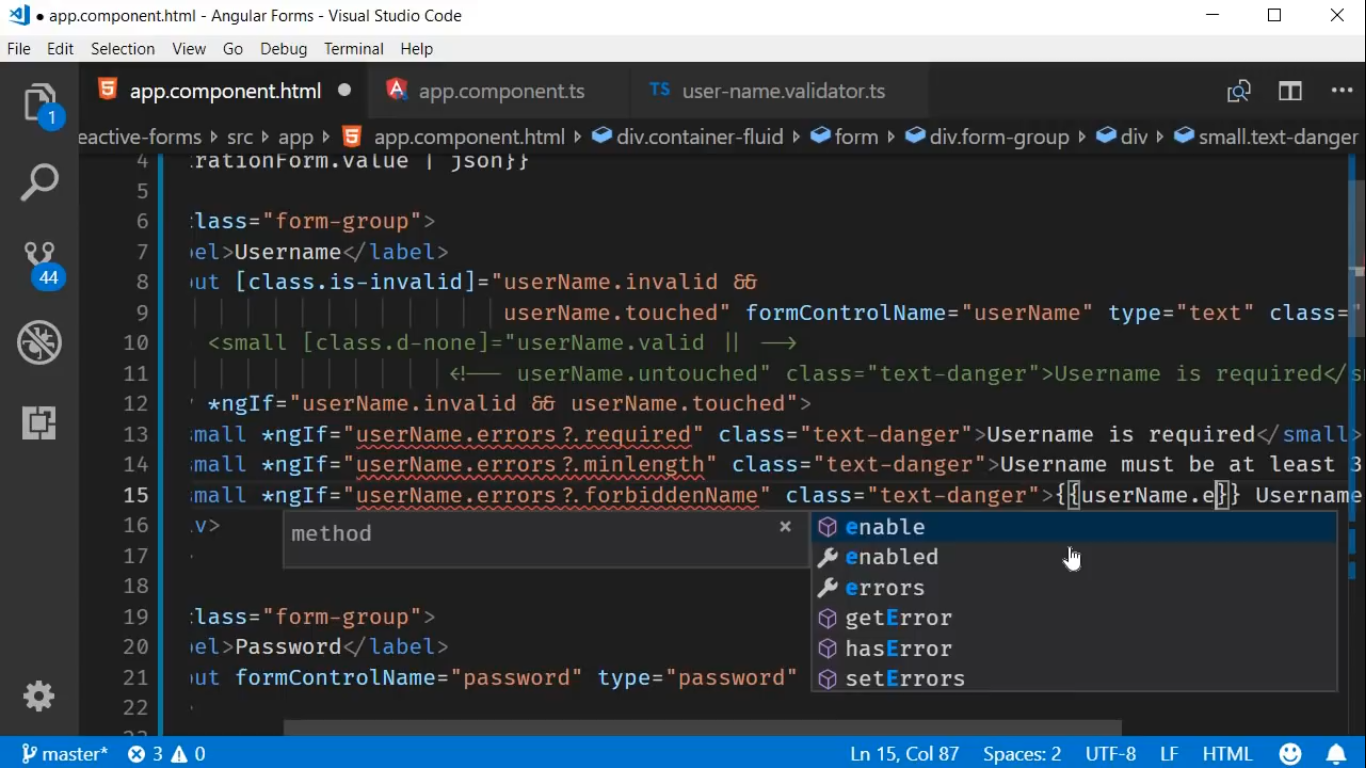 app.component.html - Angular Forms - Visual Studio Code
File Edit Selection View Go Debug Terminal Help
app.component.html app.component.ts TS user-name.validator.ts
1
eactive-forms › src › app › app.component.html › div.container-fluid › form › div.form-group › div › small.text-danger
4 rationForm.value | json}}
5
6 class="form-group">
7 el>Username</label>
8 ut [class.is-invalid]="userName.invalid &&
9 userName.touched" formControlName="userName" type="text" class="
10 <small [class.d-none]="userName.valid || -->
11 <!-- userName.untouched" class="text-danger">Username is required</s
12 *ngIf="userName.invalid && userName.touched">
13 small *ngIf="userName.errors?.required" class="text-danger">Username is required</small>
14 small *ngIf="userName.errors?.minlength" class="text-danger">Username must be at least 3
15 small *ngIf="userName.errors?.forbiddenName" class="text-danger">{{userName.e}} Username
16 v>
method ×
enable
enabled
errors
getError
hasError
setErrors
17
18
19 class="form-group">
20 el>Password</label>
21 ut formControlName="password" type="password"
22
44
master* 3 0 Ln 15, Col 87 Spaces: 2 UTF-8 LF HTML